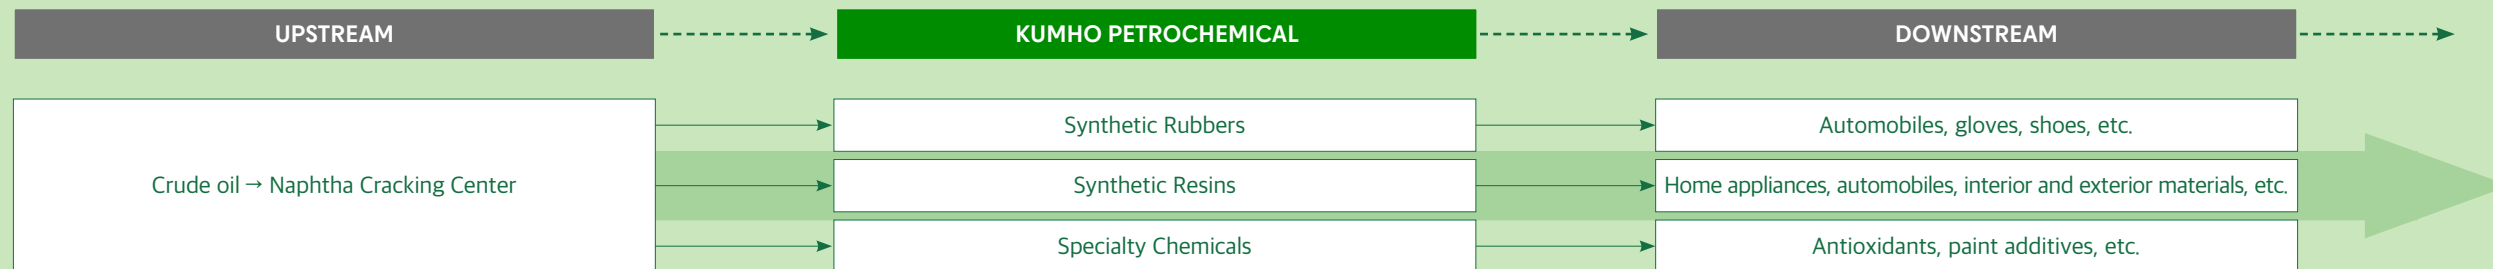 UPSTREAM
KUMHO PETROCHEMICAL
DOWNSTREAM
Crude oil → Naphtha Cracking Center
Synthetic Rubbers
Automobiles, gloves, shoes, etc.
Synthetic Resins
Home appliances, automobiles, interior and exterior materials, etc.
Specialty Chemicals
Antioxidants, paint additives, etc.